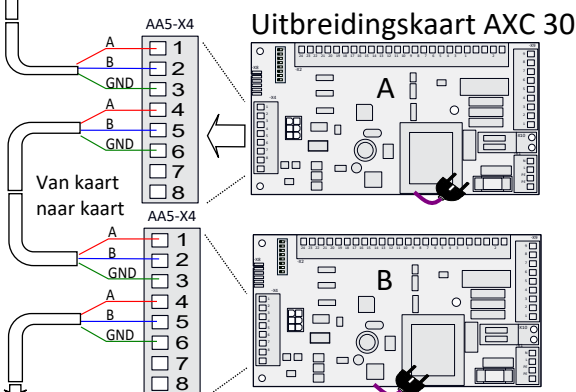 Uitbreidingskaart AXC 30
AA5-X4
A 1
B 2
GND 3
A 4
B 5
GND 6
7
8
A
Van kaart
naar kaart
AA5-X4
A 1
B 2
GND 3
A 4
B 5
GND 6
7
8
B